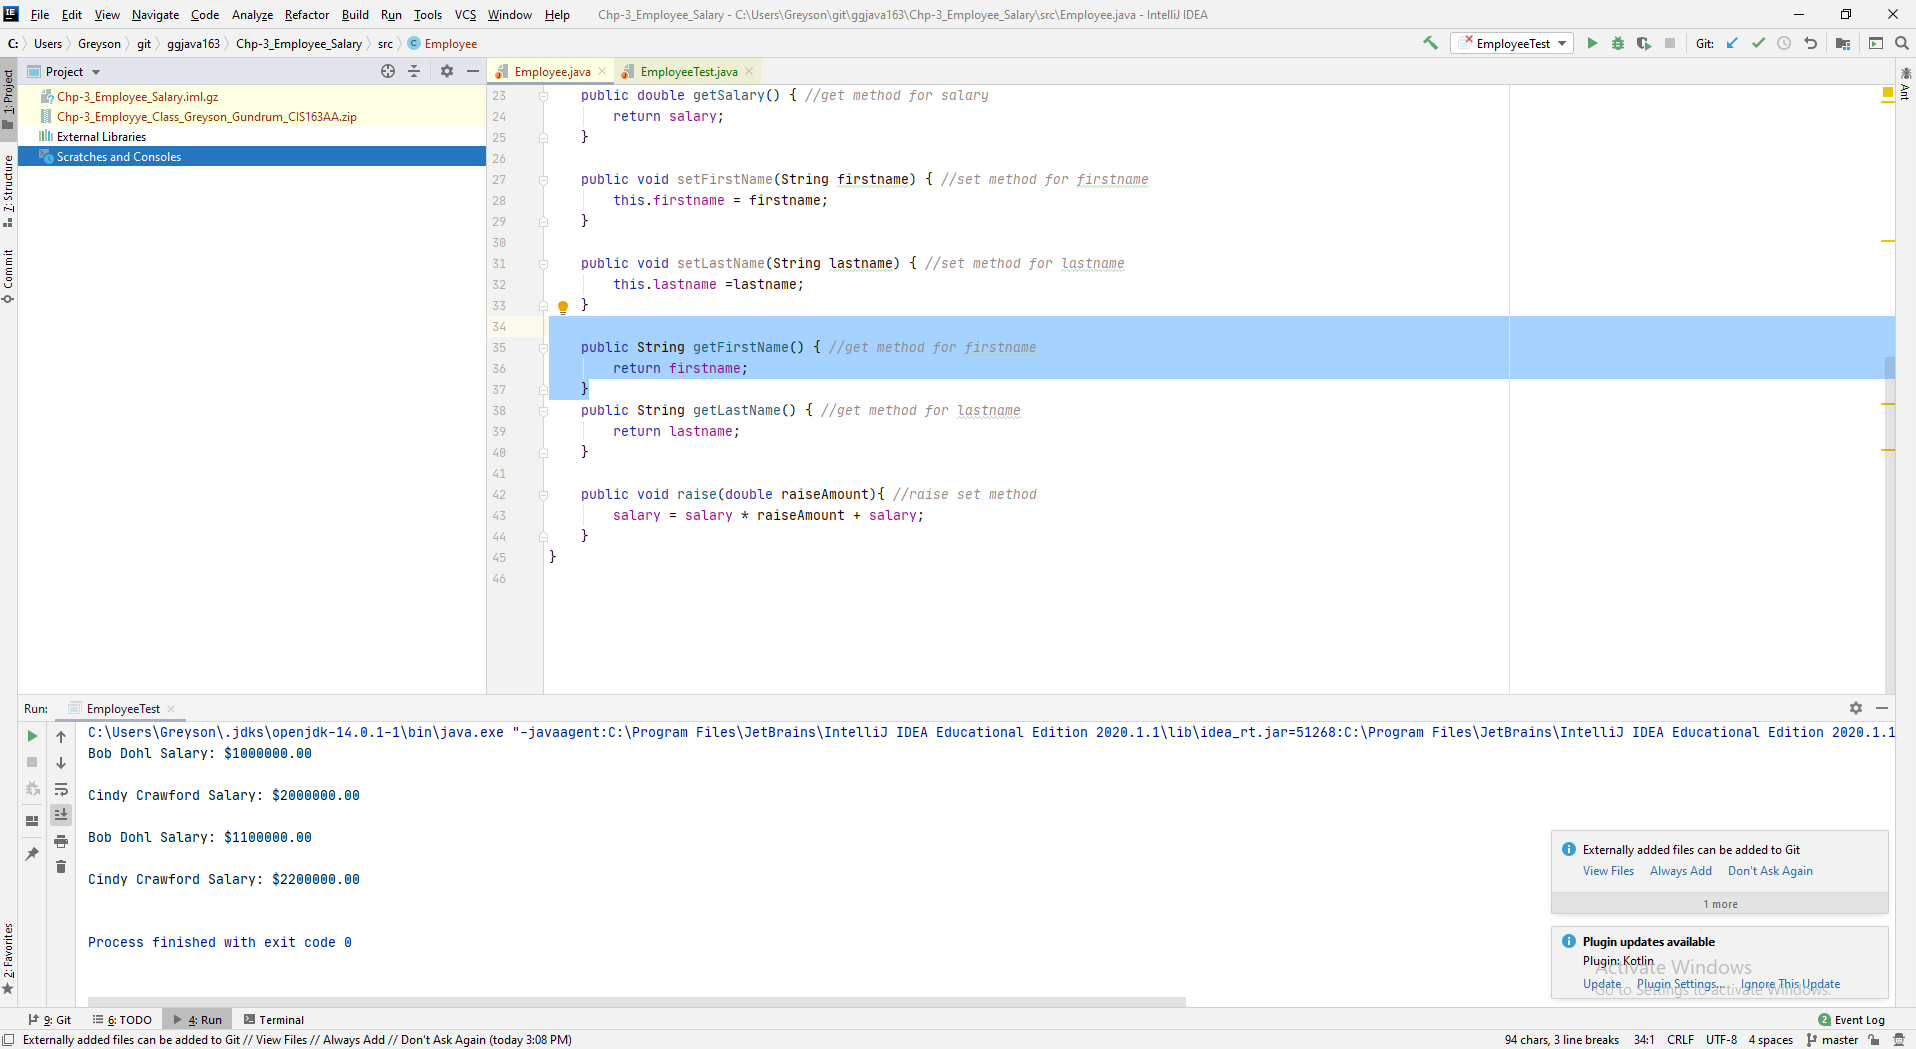 File Edit View Navigate Code Analyze Refactor Build Run Tools VCS Window Help Chp-3_Employee_Salary - C:\Users\Greyson\git\ggjava163\Chp-3_Employee_Salary\src\Employee.java - IntelliJ IDEA
C: Users Greyson git ggjava163 Chp-3_Employee_Salary src Employee EmployeeTest Git:
Project
Employee.java EmployeeTest.java
1: Project
7: Structure
Commit
2: Favorites
Ant
Chp-3_Employee_Salary.iml.gz
Chp-3_Employye_Class_Greyson_Gundrum_CIS163AA.zip
External Libraries
Scratches and Consoles
23 public double getSalary() { //get method for salary
24 return salary;
25 }
26
27 public void setFirstName(String firstname) { //set method for firstname
28 this.firstname = firstname;
29 }
30
31 public void setLastName(String lastname) { //set method for lastname
32 this.lastname =lastname;
33 }
34
35 public String getFirstName() { //get method for firstname
36 return firstname;
37 }
38 public String getLastName() { //get method for lastname
39 return lastname;
40 }
41
42 public void raise(double raiseAmount){ //raise set method
43 salary = salary * raiseAmount + salary;
44 }
45 }
46
Run: EmployeeTest
C:\Users\Greyson\.jdks\openjdk-14.0.1-1\bin\java.exe "-javaagent:C:\Program Files\JetBrains\IntelliJ IDEA Educational Edition 2020.1.1\lib\idea_rt.jar=51268:C:\Program Files\JetBrains\IntelliJ IDEA Educational Edition 2020.1.1
Bob Dohl Salary: $1000000.00
Cindy Crawford Salary: $2000000.00
Bob Dohl Salary: $1100000.00
Cindy Crawford Salary: $2200000.00
Process finished with exit code 0
Externally added files can be added to Git
View Files Always Add Don't Ask Again
1 more
Plugin updates available
Plugin: Kotlin
Activate Windows
Update Plugin Settings... Ignore This Update
Go to Settings to activate Windows.
9: Git 6: TODO 4: Run Terminal 2 Event Log
Externally added files can be added to Git // View Files // Always Add // Don't Ask Again (today 3:08 PM) 94 chars, 3 line breaks 34:1 CRLF UTF-8 4 spaces master